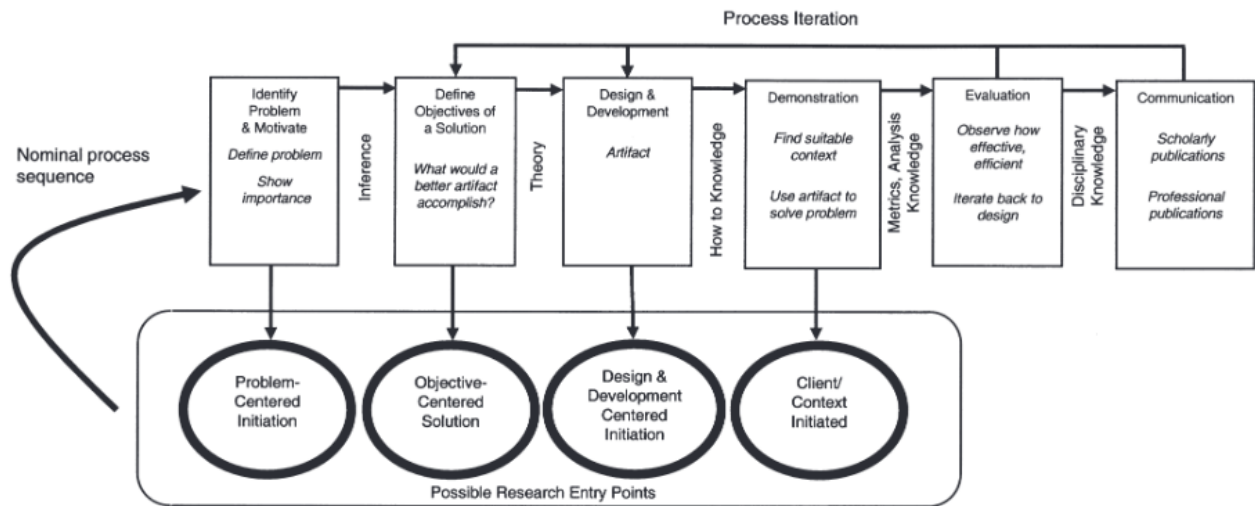 Process Iteration
Nominal process
sequence
Identify
Problem
& Motivate
Define problem
Show
importance
Inference
Define
Objectives of
a Solution
What would a
better artifact
accomplish?
Theory
Design &
Development
Artifact
How to Knowledge
Demonstration
Find suitable
context
Use artifact to
solve problem
Metrics, Analysis
Knowledge
Evaluation
Observe how
effective,
efficient
Iterate back to
design
Disciplinary
Knowledge
Communication
Scholarly
publications
Professional
publications
Problem-
Centered
Initiation
Objective-
Centered
Solution
Design &
Development
Centered
Initiation
Client/
Context
Initiated
Possible Research Entry Points